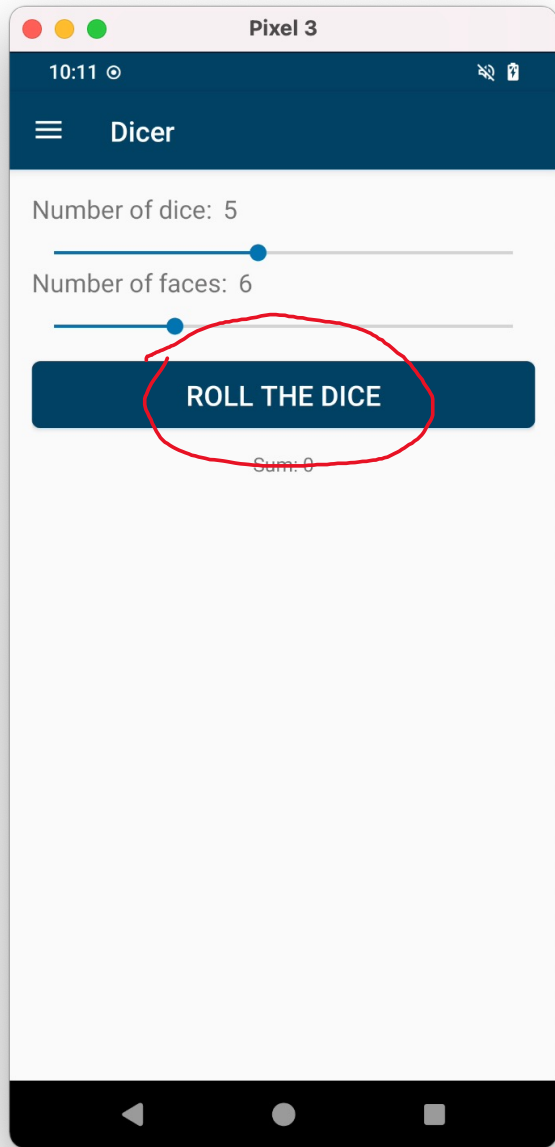 Pixel 3
10:11
Dicer
Number of dice: 5
Number of faces: 6
ROLL THE DICE
Sum: 0